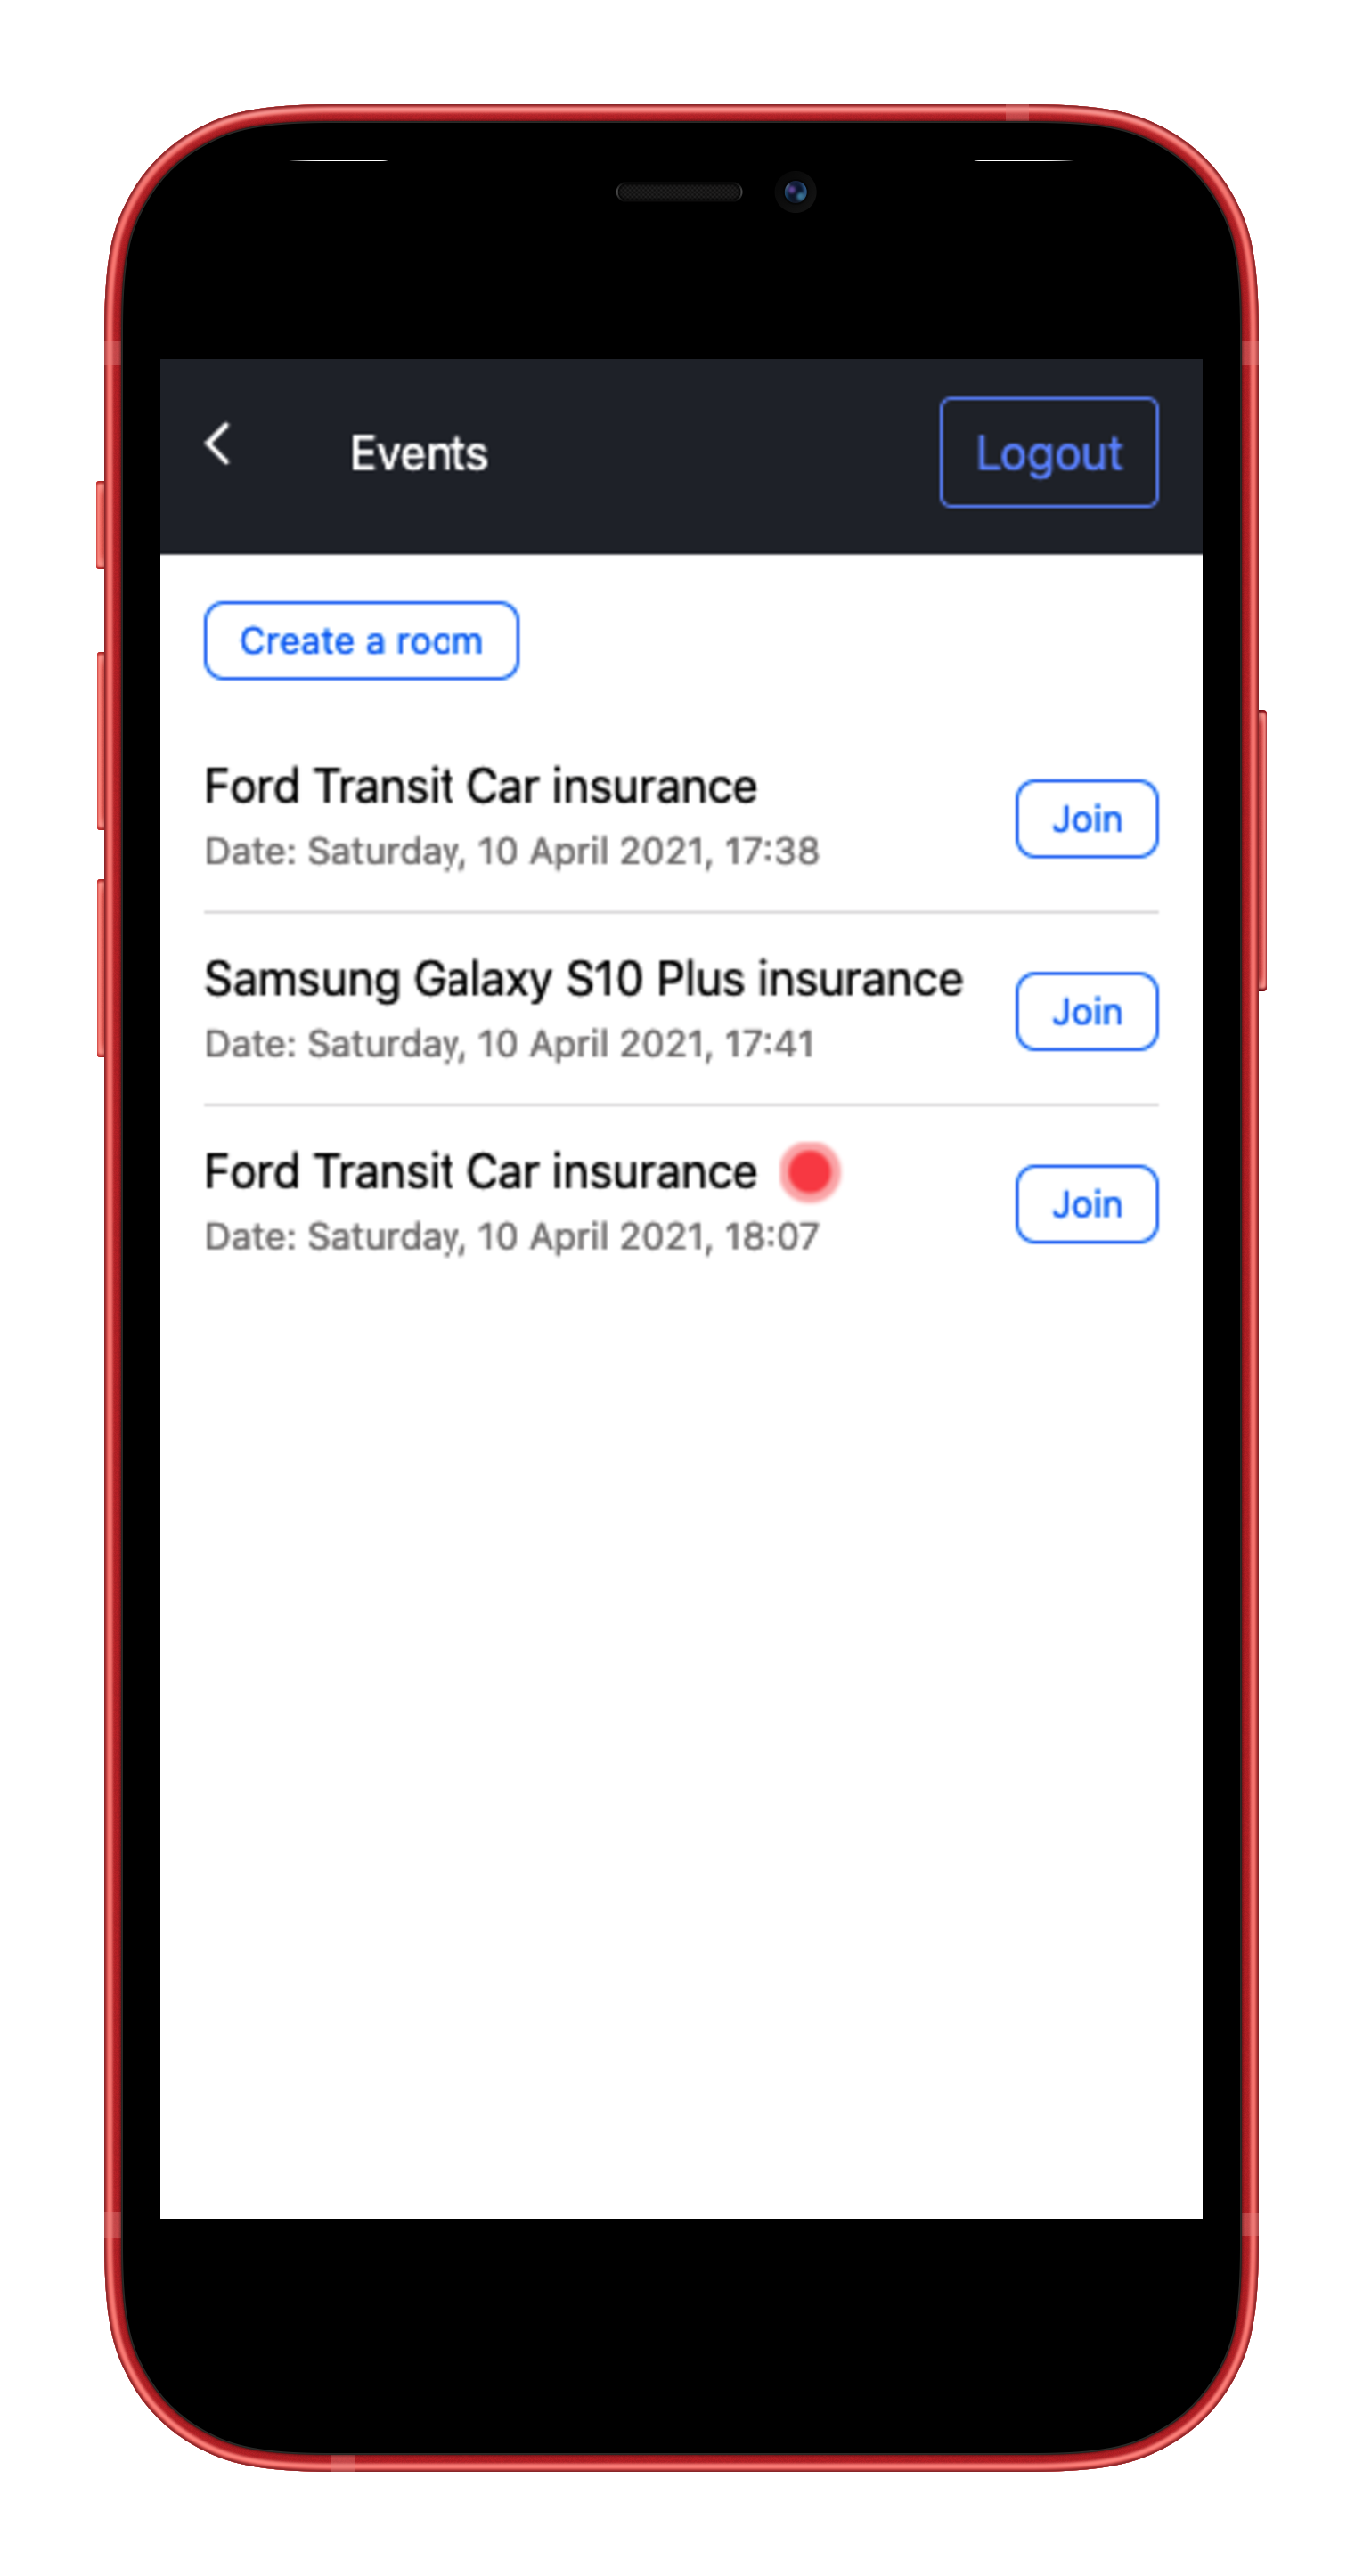 Events
Logout
Create a room
Ford Transit Car insurance
Join
Date: Saturday, 10 April 2021, 17:38
Samsung Galaxy S10 Plus insurance
Join
Date: Saturday, 10 April 2021, 17:41
Ford Transit Car insurance
Join
Date: Saturday, 10 April 2021, 18:07